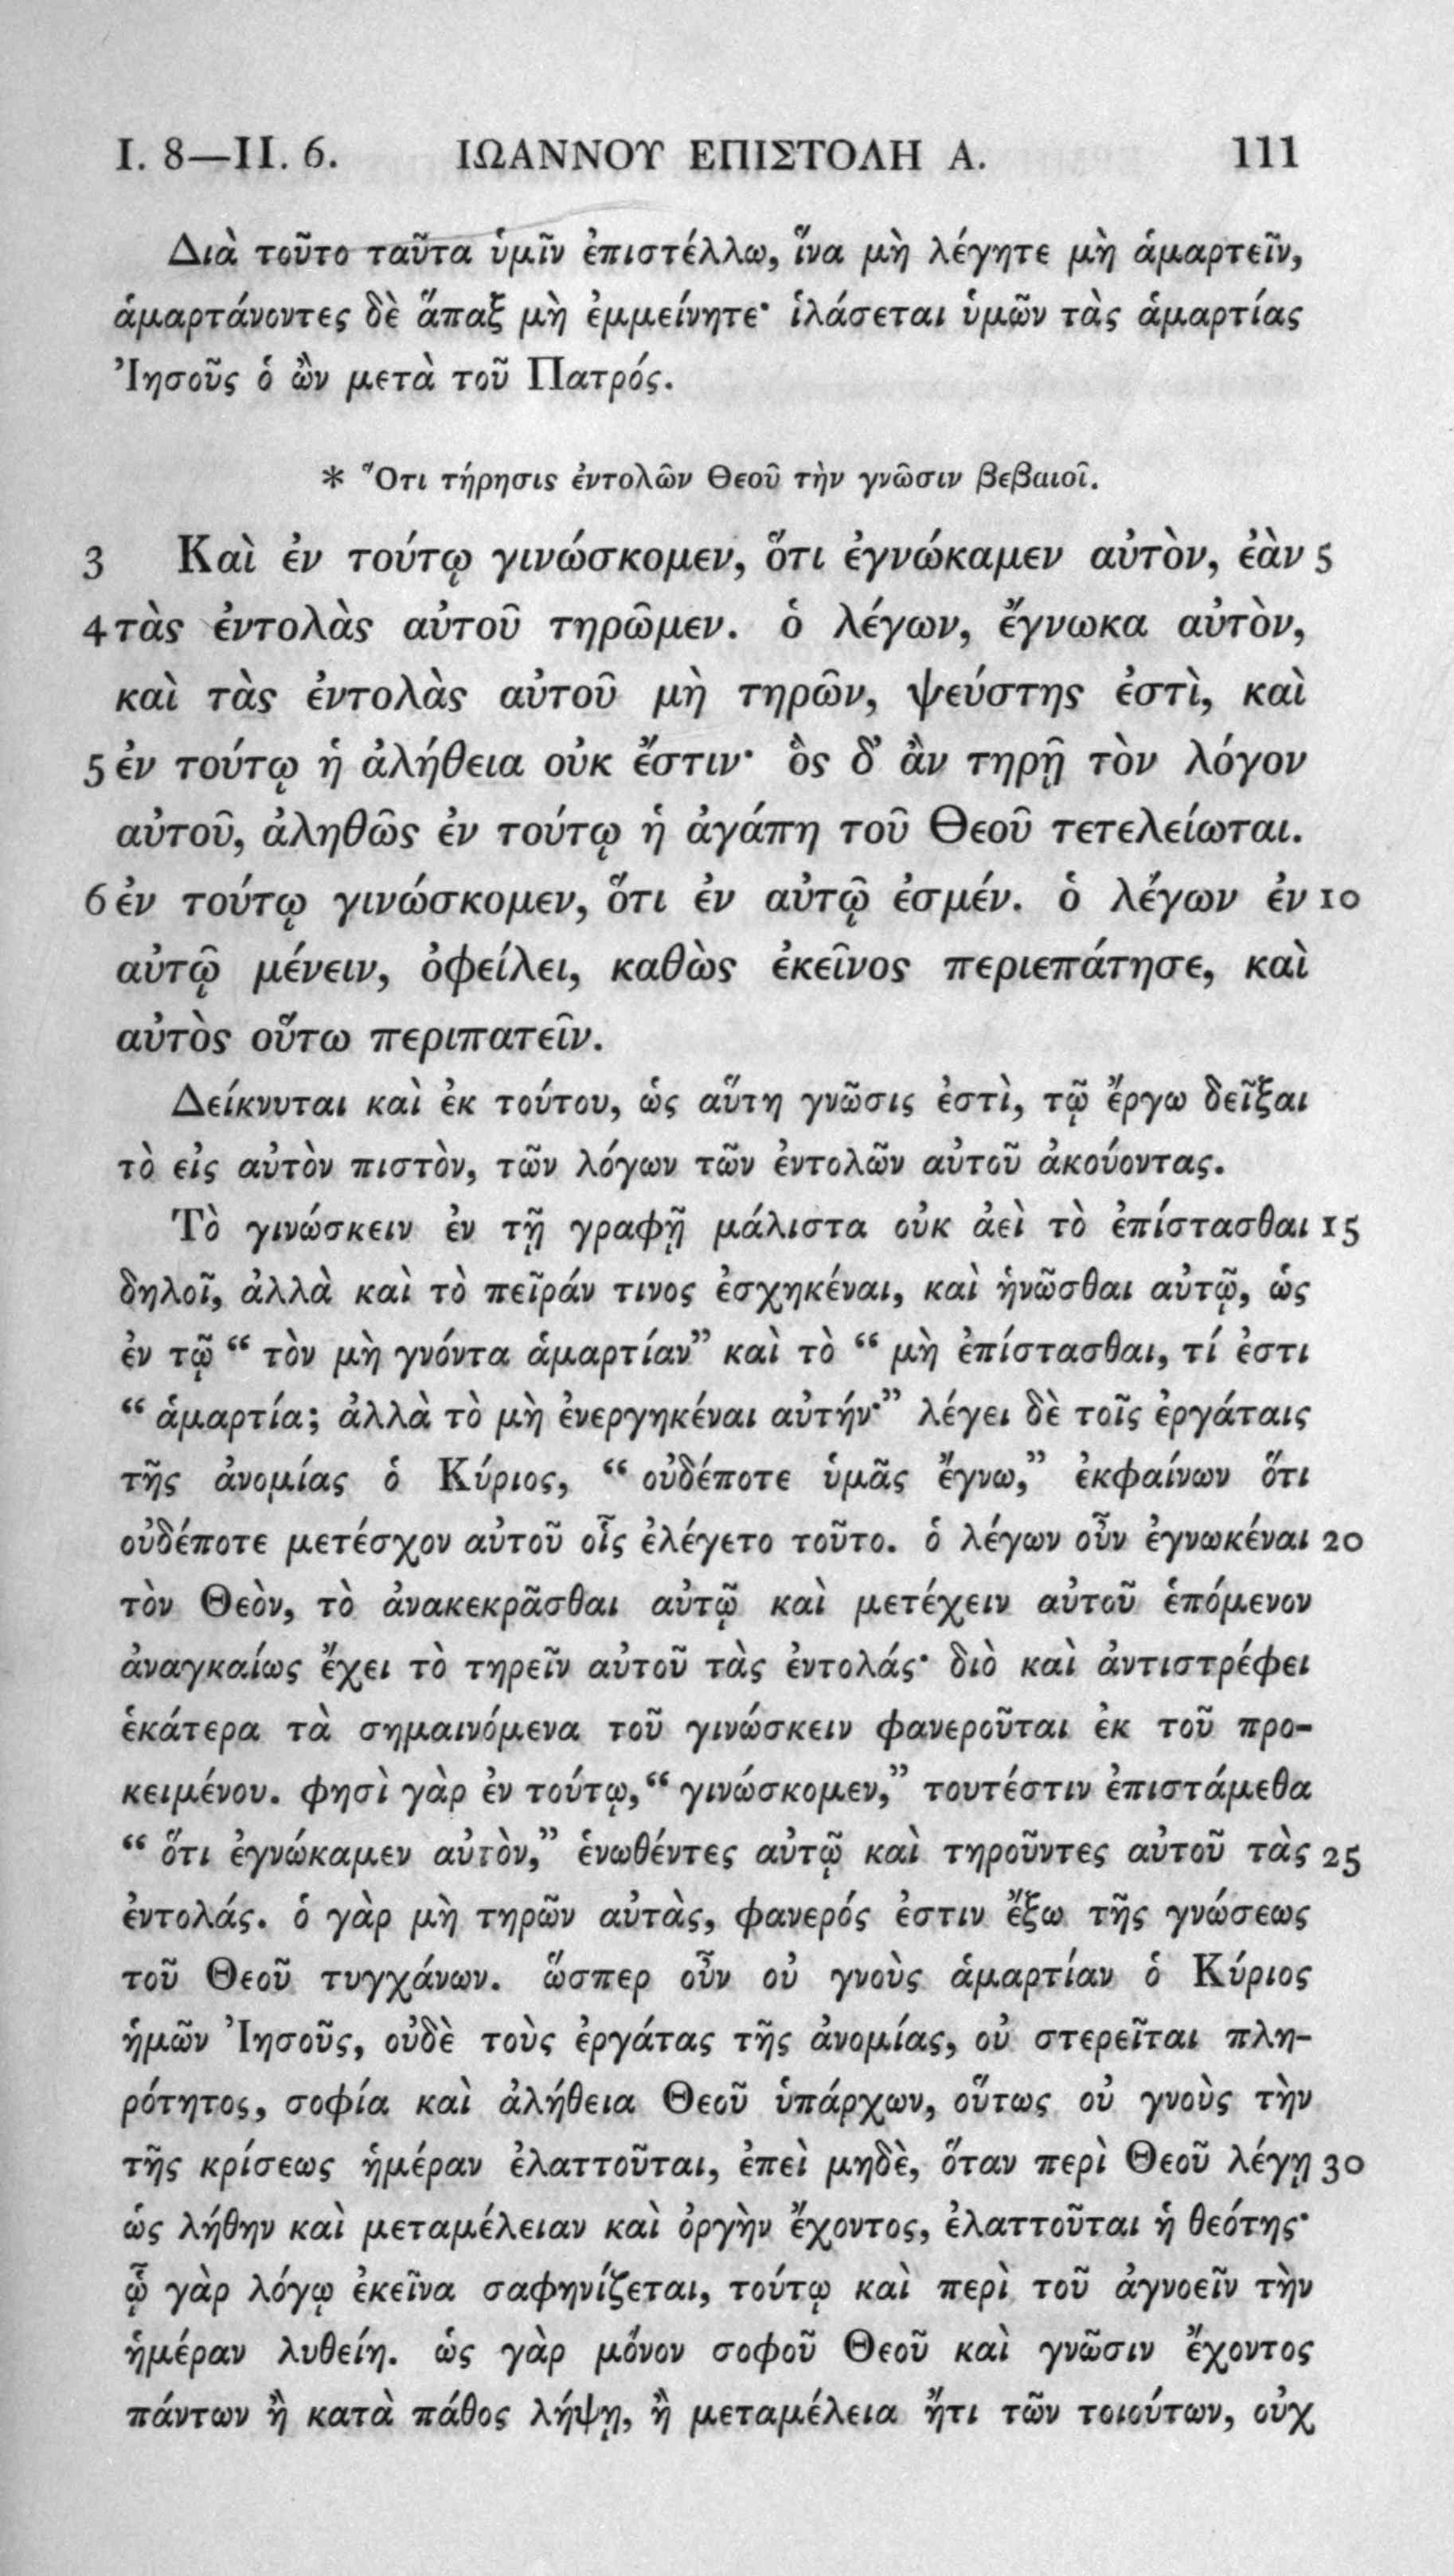 I. 8—II. 6. ΙΩΑΝΝΟΥ ΕΠΙΣΤΟΛΗ Α. 111
Διὰ τοῦτο ταῦτα ὑμῖν ἐπιστέλλω, ἵνα μὴ λέγητε μὴ ἁμαρτεῖν,
ἁμαρτάνοντες δὲ ἅπαξ μὴ ἐμμείνητε· ἱλάσεται ὑμῶν τὰς ἁμαρτίας
Ἰησοῦς ὁ ὢν μετὰ τοῦ Πατρός.
* Ὅτι τήρησις ἐντολῶν Θεοῦ τὴν γνῶσιν βεβαιοῖ.
3 Καὶ ἐν τούτῳ γινώσκομεν, ὅτι ἐγνώκαμεν αὐτὸν, ἐὰν 5
4 τὰς ἐντολὰς αὐτοῦ τηρῶμεν. ὁ λέγων, ἔγνωκα αὐτὸν,
καὶ τὰς ἐντολὰς αὐτοῦ μὴ τηρῶν, ψεύστης ἐστὶ, καὶ
5 ἐν τούτῳ ἡ ἀλήθεια οὐκ ἔστιν· ὃς δ’ ἂν τηρῇ τὸν λόγον
αὐτοῦ, ἀληθῶς ἐν τούτῳ ἡ ἀγάπη τοῦ Θεοῦ τετελείωται.
6 ἐν τούτῳ γινώσκομεν, ὅτι ἐν αὐτῷ ἐσμέν. ὁ λέγων ἐν 10
αὐτῷ μένειν, ὀφείλει, καθὼς ἐκεῖνος περιεπάτησε, καὶ
αὐτὸς οὕτω περιπατεῖν.
Δείκνυται καὶ ἐκ τούτου, ὡς αὕτη γνῶσις ἐστὶ, τῷ ἔργω δεῖξαι
τὸ εἰς αὐτὸν πιστὸν, τῶν λόγων τῶν ἐντολῶν αὐτοῦ ἀκούοντας.
Τὸ γινώσκειν ἐν τῇ γραφῇ μάλιστα οὐκ ἀεὶ τὸ ἐπίστασθαι 15
δηλοῖ, ἀλλὰ καὶ τὸ πεῖράν τινος ἐσχηκέναι, καὶ ἡνῶσθαι αὐτῷ, ὡς
ἐν τῷ “ τὸν μὴ γνόντα ἁμαρτίαν” καὶ τὸ “ μὴ ἐπίστασθαι, τί ἐστι
“ ἁμαρτία; ἀλλὰ τὸ μὴ ἐνεργηκέναι αὐτήν·” λέγει δὲ τοῖς ἐργάταις
τῆς ἀνομίας ὁ Κύριος, “ οὐδέποτε ὑμᾶς ἔγνω,” ἐκφαίνων ὅτι
οὐδέποτε μετέσχον αὐτοῦ οἷς ἐλέγετο τοῦτο. ὁ λέγων οὖν ἐγνωκέναι 20
τὸν Θεὸν, τὸ ἀνακεκρᾶσθαι αὐτῷ καὶ μετέχειν αὐτοῦ ἑπόμενον
ἀναγκαίως ἔχει τὸ τηρεῖν αὐτοῦ τὰς ἐντολάς· διὸ καὶ ἀντιστρέφει
ἑκάτερα τὰ σημαινόμενα τοῦ γινώσκειν φανεροῦται ἐκ τοῦ προ-
κειμένου. φησὶ γὰρ ἐν τούτῳ, “ γινώσκομεν,” τουτέστιν ἐπιστάμεθα
“ ὅτι ἐγνώκαμεν αὐτὸν,” ἑνωθέντες αὐτῷ καὶ τηροῦντες αὐτοῦ τὰς 25
ἐντολάς. ὁ γὰρ μὴ τηρῶν αὐτὰς, φανερός ἐστιν ἔξω τῆς γνώσεως
τοῦ Θεοῦ τυγχάνων. ὥσπερ οὖν οὐ γνοὺς ἁμαρτίαν ὁ Κύριος
ἡμῶν Ἰησοῦς, οὐδὲ τοὺς ἐργάτας τῆς ἀνομίας, οὐ στερεῖται πλη-
ρότητος, σοφία καὶ ἀλήθεια Θεοῦ ὑπάρχων, οὕτως οὐ γνοὺς τὴν
τῆς κρίσεως ἡμέραν ἐλαττοῦται, ἐπεὶ μηδὲ, ὅταν περὶ Θεοῦ λέγῃ 30
ὡς λήθην καὶ μεταμέλειαν καὶ ὀργὴν ἔχοντος, ἐλαττοῦται ἡ θεότης·
ᾧ γὰρ λόγῳ ἐκεῖνα σαφηνίζεται, τούτῳ καὶ περὶ τοῦ ἀγνοεῖν τὴν
ἡμέραν λυθείη. ὡς γὰρ μόνον σοφοῦ Θεοῦ καὶ γνῶσιν ἔχοντος
πάντων ἢ κατὰ πάθος λήψῃ, ἢ μεταμέλεια ἤτι τῶν τοιούτων, οὐχ